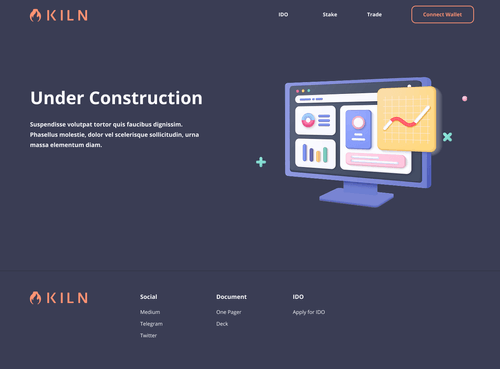 KILN
IDO
Stake
Trade
Connect Wallet
Under Construction
Suspendisse volutpat tortor quis faucibus dignissim.
Phasellus molestie, dolor vel scelerisque sollicitudin, urna
massa elementum diam.
KILN
Social
Document
IDO
Medium
One Pager
Apply for IDO
Telegram
Deck
Twitter